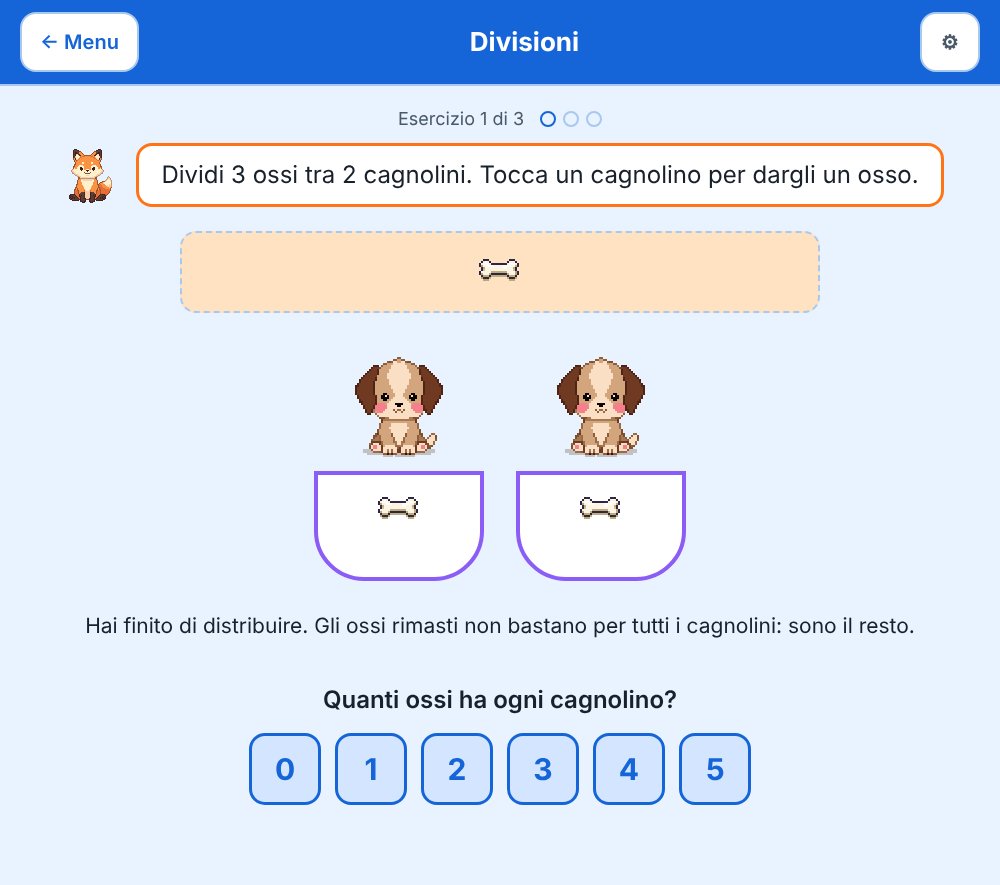 ← Menu
Divisioni
⚙
Esercizio 1 di 3
Dividi 3 ossi tra 2 cagnolini. Tocca un cagnolino per dargli un osso.
Hai finito di distribuire. Gli ossi rimasti non bastano per tutti i cagnolini: sono il resto.
Quanti ossi ha ogni cagnolino?
0 1 2 3 4 5